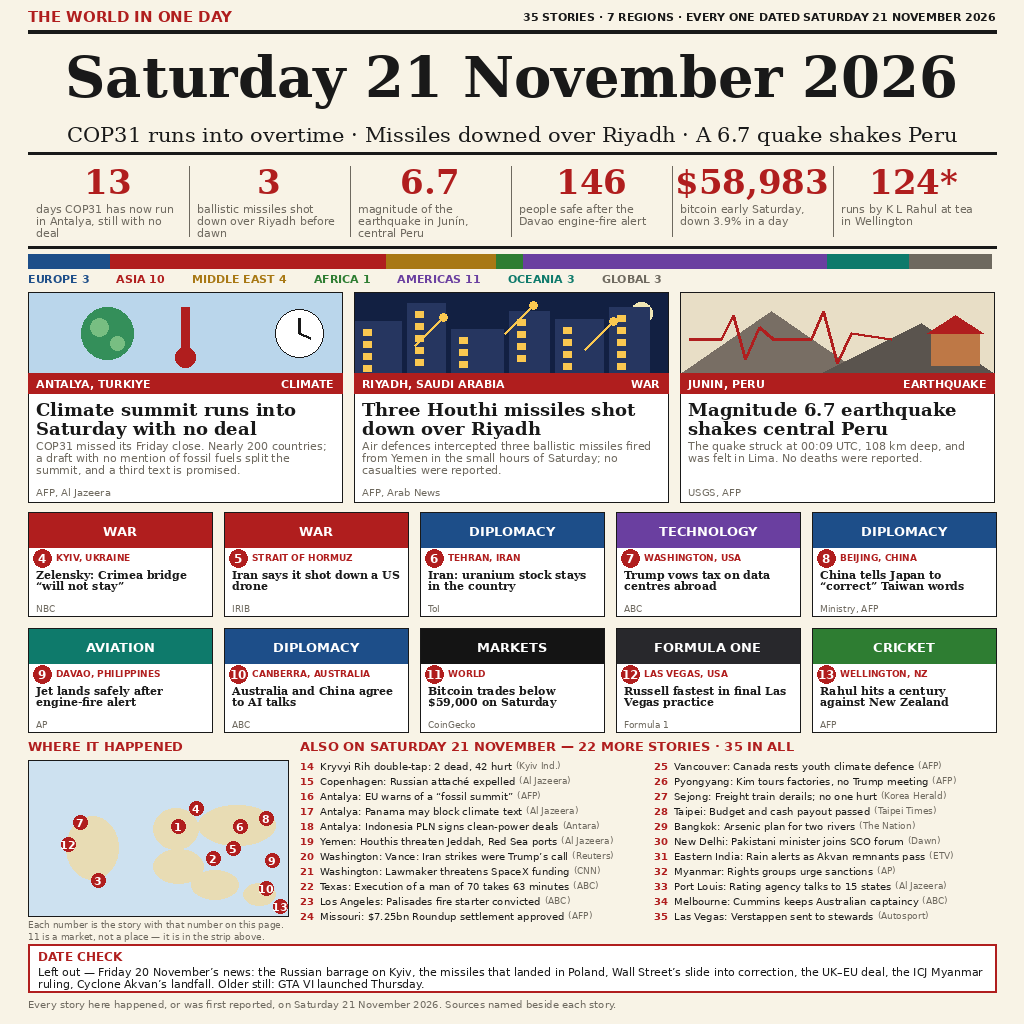 THE WORLD IN ONE DAY
35 STORIES · 7 REGIONS · EVERY ONE DATED SATURDAY 21 NOVEMBER 2026
Saturday 21 November 2026
COP31 runs into overtime · Missiles downed over Riyadh · A 6.7 quake shakes Peru
13
days COP31 has now run
in Antalya, still with no
deal
3
ballistic missiles shot
down over Riyadh before
dawn
6.7
magnitude of the
earthquake in Junín,
central Peru
146
people safe after the
Davao engine-fire alert
$58,983
bitcoin early Saturday,
down 3.9% in a day
124*
runs by K L Rahul at tea
in Wellington
EUROPE 3 ASIA 10 MIDDLE EAST 4 AFRICA 1 AMERICAS 11 OCEANIA 3 GLOBAL 3
ANTALYA, TURKIYE CLIMATE
Climate summit runs into
Saturday with no deal
COP31 missed its Friday close. Nearly 200 countries;
a draft with no mention of fossil fuels split the
summit, and a third text is promised.
AFP, Al Jazeera
RIYADH, SAUDI ARABIA WAR
Three Houthi missiles shot
down over Riyadh
Air defences intercepted three ballistic missiles fired
from Yemen in the small hours of Saturday; no
casualties were reported.
AFP, Arab News
JUNIN, PERU EARTHQUAKE
Magnitude 6.7 earthquake
shakes central Peru
The quake struck at 00:09 UTC, 108 km deep, and
was felt in Lima. No deaths were reported.
USGS, AFP
WAR
4 KYIV, UKRAINE
Zelensky: Crimea bridge
“will not stay”
NBC
WAR
5 STRAIT OF HORMUZ
Iran says it shot down a US
drone
IRIB
DIPLOMACY
6 TEHRAN, IRAN
Iran: uranium stock stays
in the country
ToI
TECHNOLOGY
7 WASHINGTON, USA
Trump vows tax on data
centres abroad
ABC
DIPLOMACY
8 BEIJING, CHINA
China tells Japan to
“correct” Taiwan words
Ministry, AFP
AVIATION
9 DAVAO, PHILIPPINES
Jet lands safely after
engine-fire alert
AP
DIPLOMACY
10 CANBERRA, AUSTRALIA
Australia and China agree
to AI talks
ABC
MARKETS
11 WORLD
Bitcoin trades below
$59,000 on Saturday
CoinGecko
FORMULA ONE
12 LAS VEGAS, USA
Russell fastest in final Las
Vegas practice
Formula 1
CRICKET
13 WELLINGTON, NZ
Rahul hits a century
against New Zealand
AFP
WHERE IT HAPPENED
4
7
1
6
8
12
5
2
9
3
10
13
Each number is the story with that number on this page.
11 is a market, not a place — it is in the strip above.
ALSO ON SATURDAY 21 NOVEMBER — 22 MORE STORIES · 35 IN ALL
14 Kryvyi Rih double-tap: 2 dead, 42 hurt (Kyiv Ind.)
15 Copenhagen: Russian attaché expelled (Al Jazeera)
16 Antalya: EU warns of a “fossil summit” (AFP)
17 Antalya: Panama may block climate text (Al Jazeera)
18 Antalya: Indonesia PLN signs clean-power deals (Antara)
19 Yemen: Houthis threaten Jeddah, Red Sea ports (Al Jazeera)
20 Washington: Vance: Iran strikes were Trump’s call (Reuters)
21 Washington: Lawmaker threatens SpaceX funding (CNN)
22 Texas: Execution of a man of 70 takes 63 minutes (ABC)
23 Los Angeles: Palisades fire starter convicted (ABC)
24 Missouri: $7.25bn Roundup settlement approved (AFP)
25 Vancouver: Canada rests youth climate defence (AFP)
26 Pyongyang: Kim tours factories, no Trump meeting (AFP)
27 Sejong: Freight train derails; no one hurt (Korea Herald)
28 Taipei: Budget and cash payout passed (Taipei Times)
29 Bangkok: Arsenic plan for two rivers (The Nation)
30 New Delhi: Pakistani minister joins SCO forum (Dawn)
31 Eastern India: Rain alerts as Akvan remnants pass (ETV)
32 Myanmar: Rights groups urge sanctions (AP)
33 Port Louis: Rating agency talks to 15 states (Al Jazeera)
34 Melbourne: Cummins keeps Australian captaincy (ABC)
35 Las Vegas: Verstappen sent to stewards (Autosport)
DATE CHECK
Left out — Friday 20 November’s news: the Russian barrage on Kyiv, the missiles that landed in Poland, Wall Street’s slide into correction, the UK–EU deal, the ICJ Myanmar
ruling, Cyclone Akvan’s landfall. Older still: GTA VI launched Thursday.
Every story here happened, or was first reported, on Saturday 21 November 2026. Sources named beside each story.